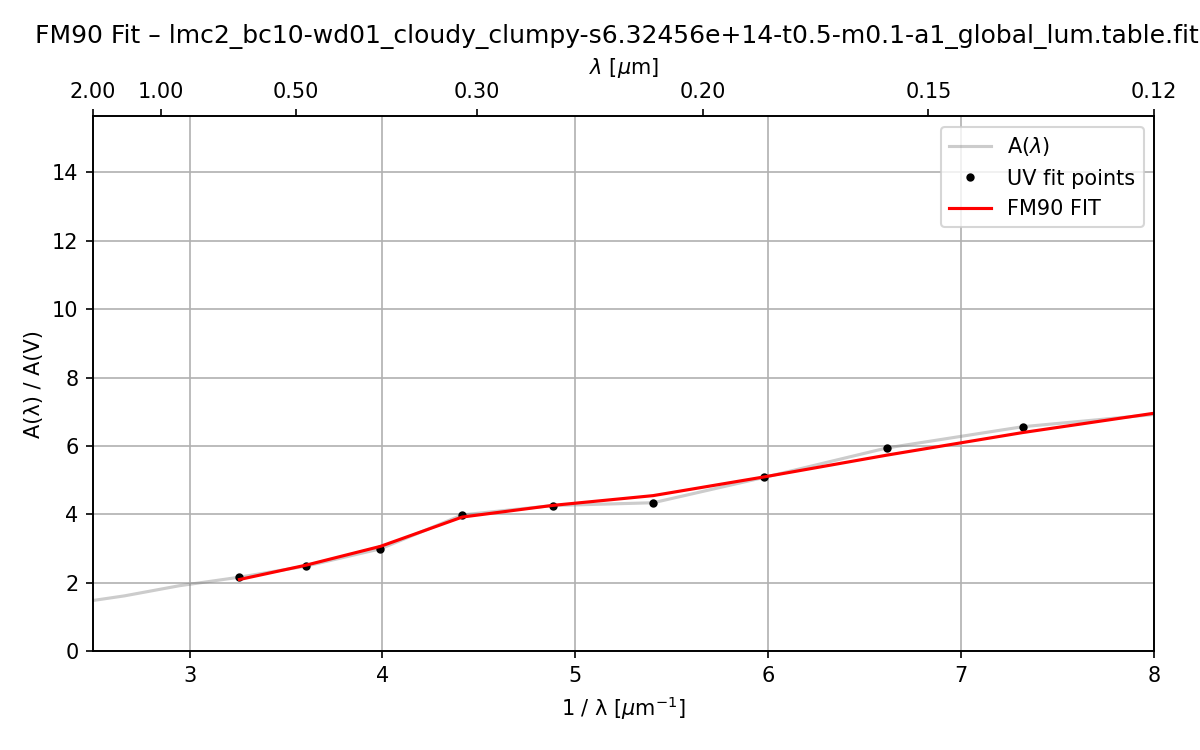 FM90 Fit – lmc2_bc10-wd01_cloudy_clumpy-s6.32456e+14-t0.5-m0.1-a1_global_lum.table.fit
λ [μm]
2.00 1.00 0.50 0.30 0.20 0.15 0.12
A(λ)
UV fit points
FM90 FIT
14
12
10
8
6
4
2
0
A(λ) / A(V)
3 4 5 6 7 8
1 / λ [μm⁻¹]